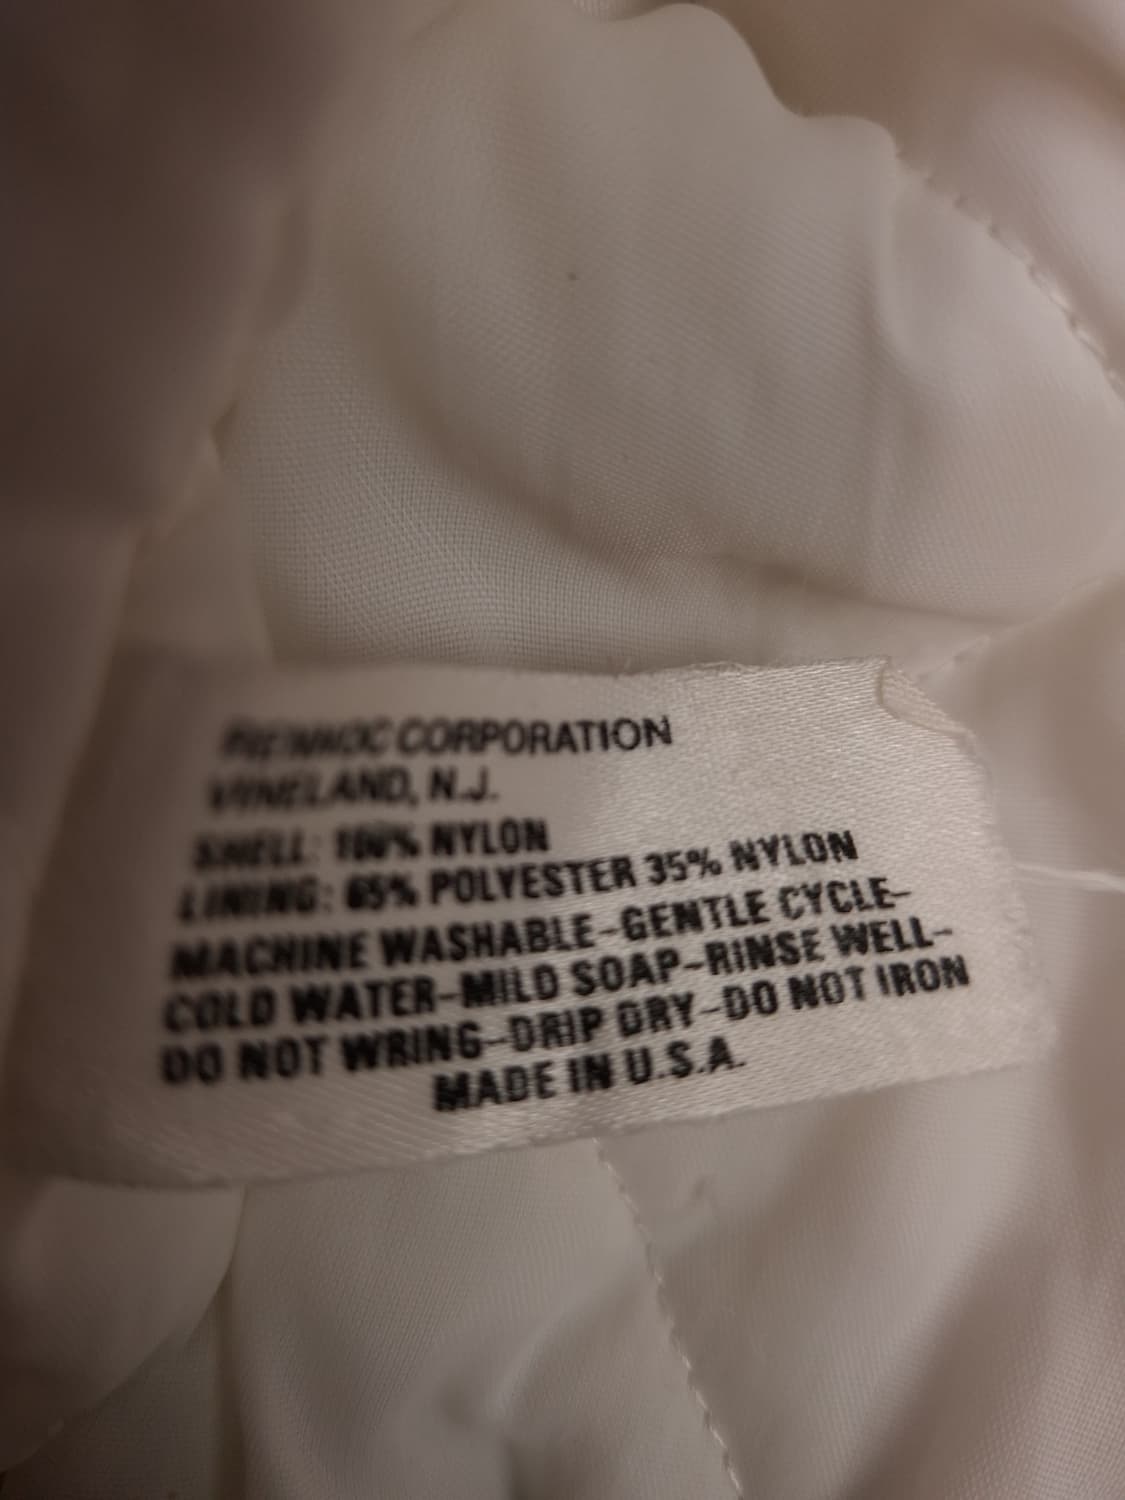 CORPORATION
VINELAND, N.J.
SHELL: 100% NYLON
LINING: 65% POLYESTER 35% NYLON
MACHINE WASHABLE-GENTLE CYCLE-
COLD WATER-MILD SOAP-RINSE WELL-
DO NOT WRING-DRIP DRY-DO NOT IRON
MADE IN U.S.A.